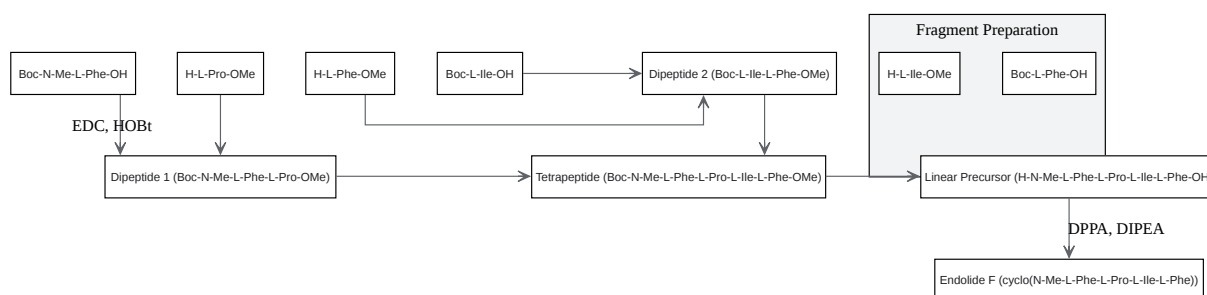 Fragment Preparation
Boc-N-Me-L-Phe-OH
H-L-Pro-OMe
H-L-Phe-OMe
Boc-L-Ile-OH
Dipeptide 2 (Boc-L-Ile-L-Phe-OMe)
H-L-Ile-OMe
Boc-L-Phe-OH
EDC, HOBt
Dipeptide 1 (Boc-N-Me-L-Phe-L-Pro-OMe)
Tetrapeptide (Boc-N-Me-L-Phe-L-Pro-L-Ile-L-Phe-OMe)
Linear Precursor (H-N-Me-L-Phe-L-Pro-L-Ile-L-Phe-OH
DPPA, DIPEA
Endolide F (cyclo(N-Me-L-Phe-L-Pro-L-Ile-L-Phe))